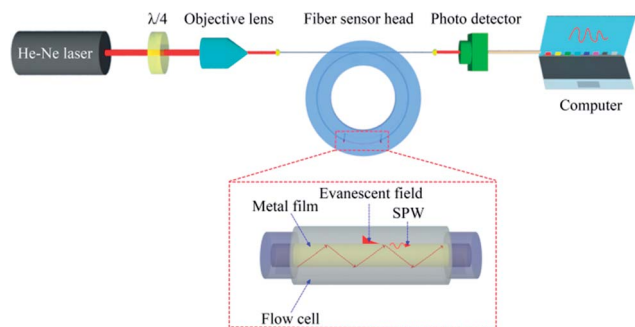 He-Ne laser
λ/4
Objective lens
Fiber sensor head
Photo detector
Computer
Evanescent field
Metal film
SPW
Flow cell